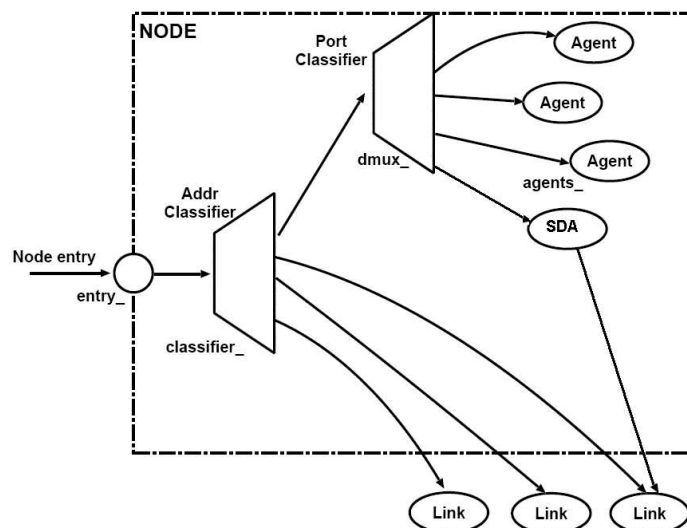 NODE
Port
Classifier
Agent
Agent
Agent
dmux_
agents_
Addr
Classifier
SDA
Node entry
entry_
classifier_
Link
Link
Link